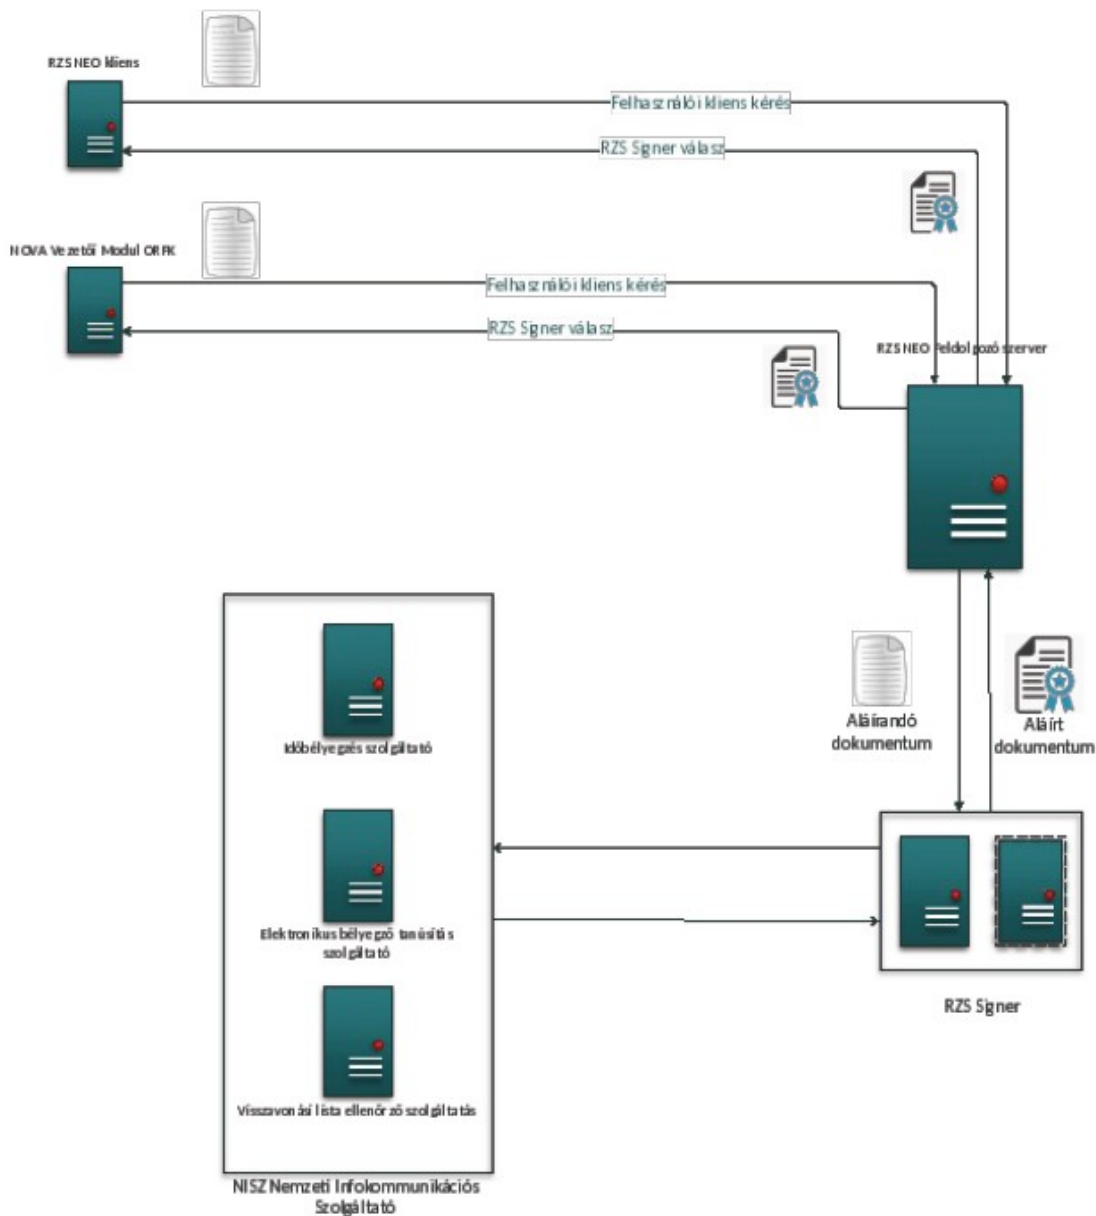 RZS NEO kliens
Felhasználói kliens kérés
RZS Signer válasz
NOVA Vezetői Modul ORFK
Felhasználói kliens kérés
RZS Signer válasz
RZS NEO Feldolgozó szerver
Időbélyegzés szolgáltató
Aláírandó
dokumentum
Aláírt
dokumentum
Elektronikus bélyegző tanúsítás
szolgáltató
Visszavonási lista ellenőrző szolgáltatás
RZS Signer
NISZ Nemzeti Infokommunikációs
Szolgáltató